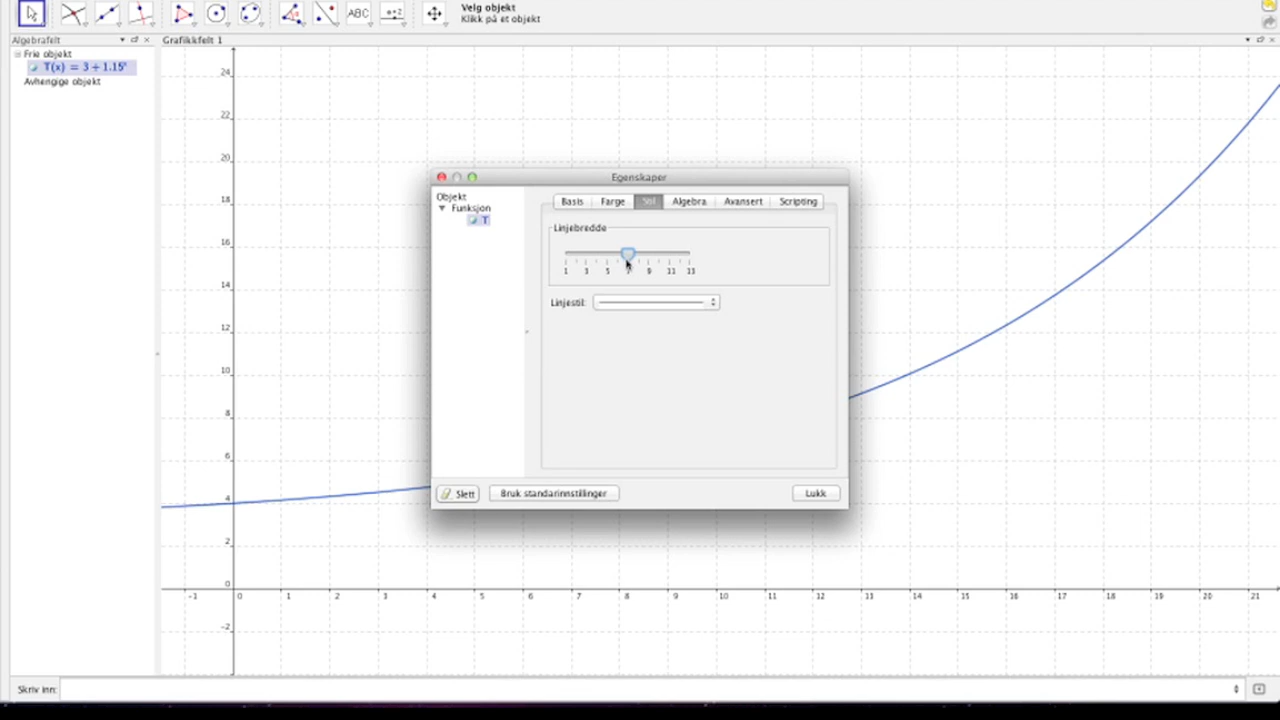 Velg objekt
ABC
a=2
Klikk på et objekt
Algebrafelt
Grafikkfelt 1
Frie objekt
T(x) = 3 + 1.15ˣ
Avhengige objekt
24
22
20
18
16
14
12
10
8
6
4
2
0
-2
-1 0 1 2 3 4 5 6 7 8 9 10 11 12 13 14 15 16 17 18 19 20 21
Egenskaper
Objekt
Funksjon
T
Basis Farge Stil Algebra Avansert Scripting
Linjebredde
1 3 5 7 9 11 13
Linjestil:
Slett Bruk standarinnstillinger Lukk
Skriv inn: